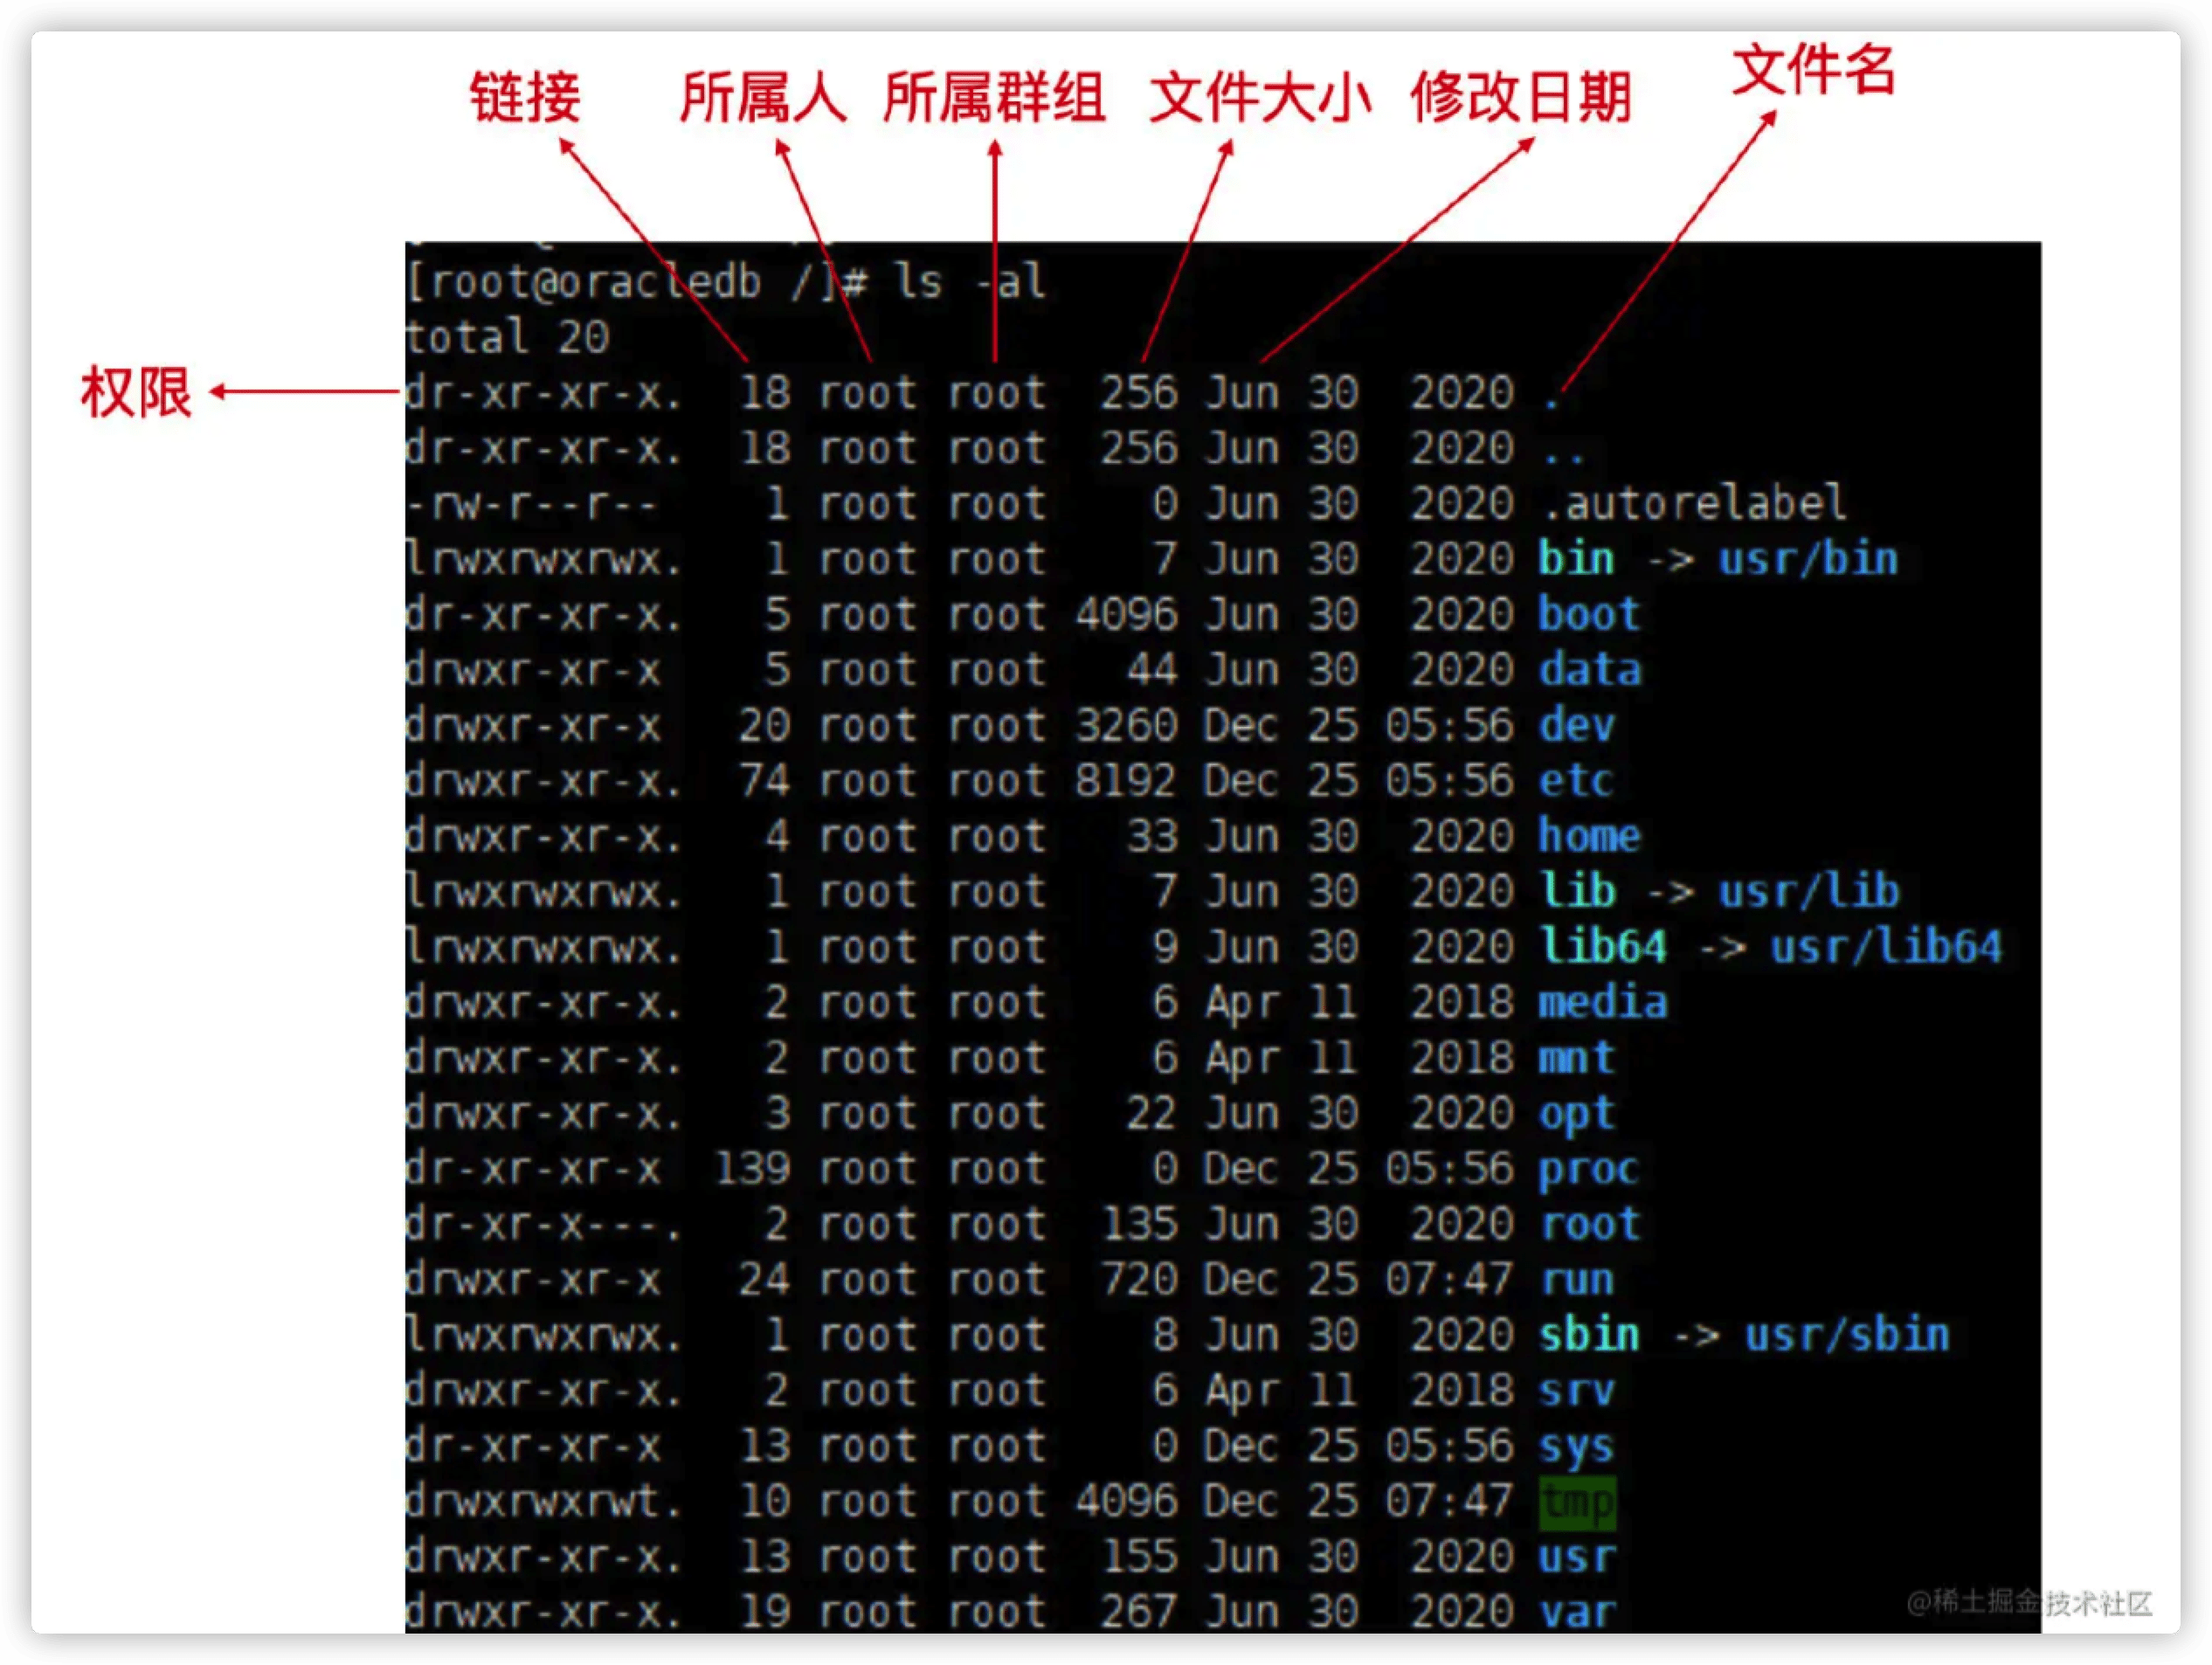 链接 所属人 所属群组 文件大小 修改日期 文件名
[root@oracledb /]# ls -al
total 20
权限
dr-xr-xr-x. 18 root root 256 Jun 30 2020 .
dr-xr-xr-x. 18 root root 256 Jun 30 2020 ..
-rw-r--r-- 1 root root 0 Jun 30 2020 .autorelabel
lrwxrwxrwx. 1 root root 7 Jun 30 2020 bin -> usr/bin
dr-xr-xr-x. 5 root root 4096 Jun 30 2020 boot
drwxr-xr-x 5 root root 44 Jun 30 2020 data
drwxr-xr-x 20 root root 3260 Dec 25 05:56 dev
drwxr-xr-x. 74 root root 8192 Dec 25 05:56 etc
drwxr-xr-x. 4 root root 33 Jun 30 2020 home
lrwxrwxrwx. 1 root root 7 Jun 30 2020 lib -> usr/lib
lrwxrwxrwx. 1 root root 9 Jun 30 2020 lib64 -> usr/lib64
drwxr-xr-x. 2 root root 6 Apr 11 2018 media
drwxr-xr-x. 2 root root 6 Apr 11 2018 mnt
drwxr-xr-x. 3 root root 22 Jun 30 2020 opt
dr-xr-xr-x 139 root root 0 Dec 25 05:56 proc
dr-xr-x---. 2 root root 135 Jun 30 2020 root
drwxr-xr-x 24 root root 720 Dec 25 07:47 run
lrwxrwxrwx. 1 root root 8 Jun 30 2020 sbin -> usr/sbin
drwxr-xr-x. 2 root root 6 Apr 11 2018 srv
dr-xr-xr-x 13 root root 0 Dec 25 05:56 sys
drwxrwxrwt. 10 root root 4096 Dec 25 07:47 tmp
drwxr-xr-x. 13 root root 155 Jun 30 2020 usr
drwxr-xr-x. 19 root root 267 Jun 30 2020 var
@稀土掘金技术社区